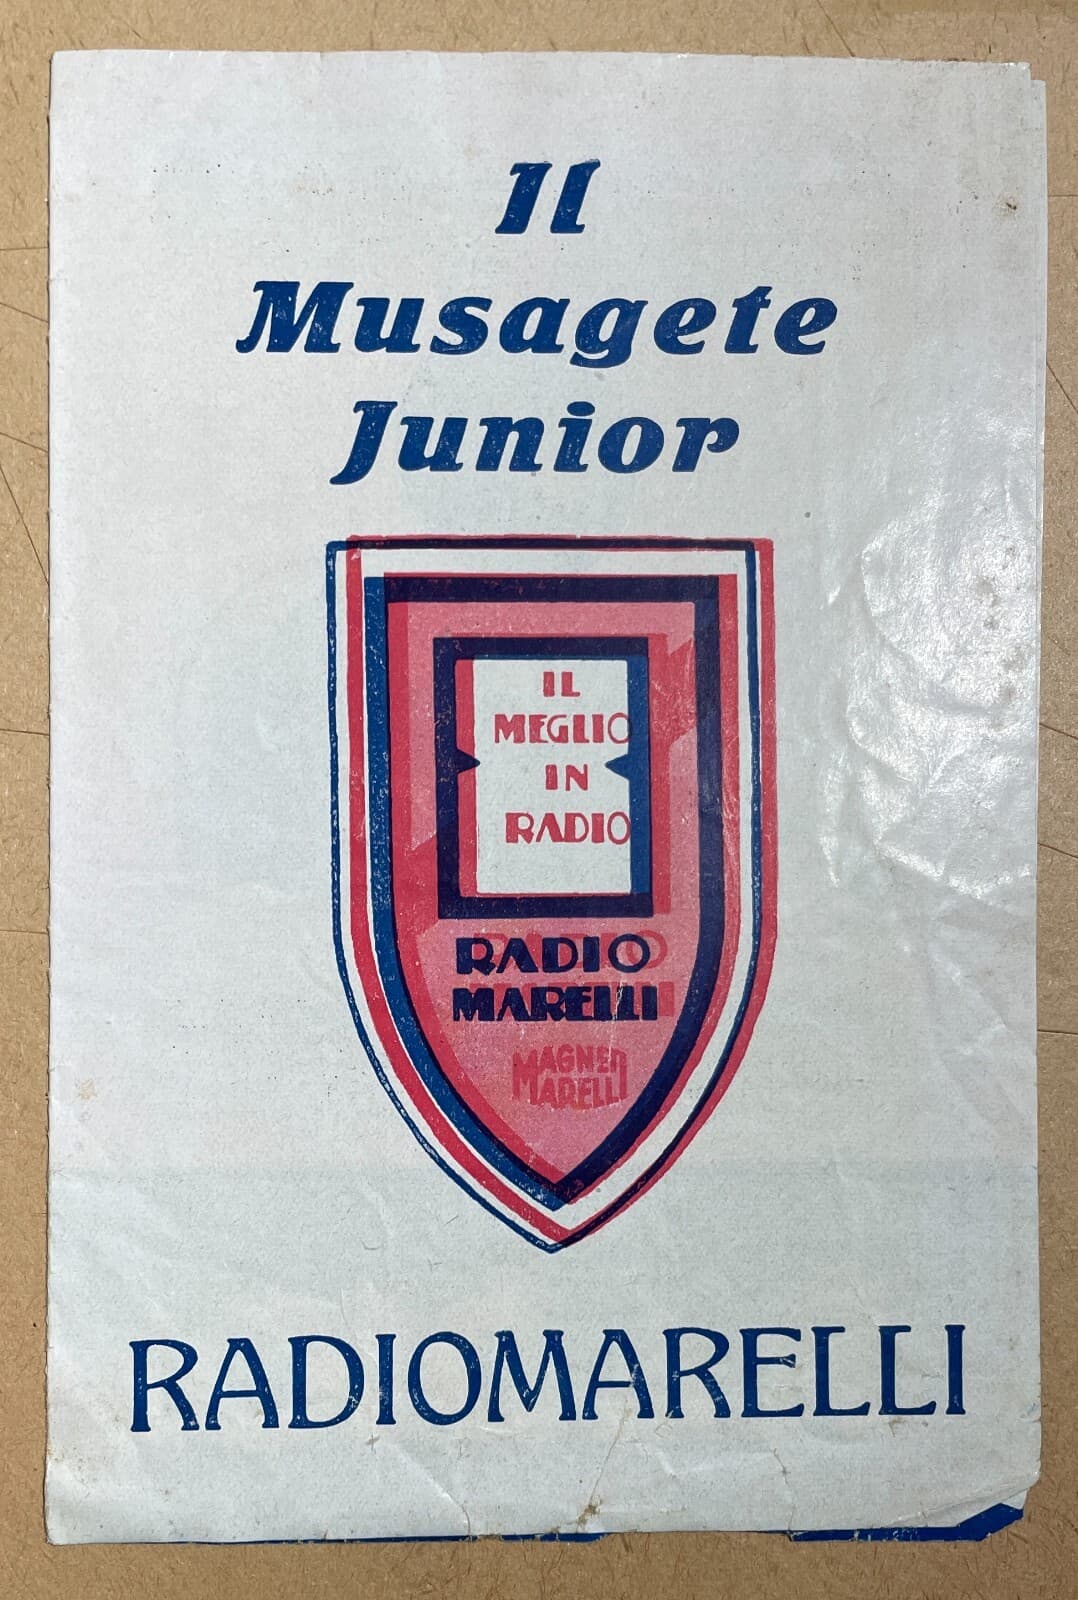 Il
Musagete
Junior
IL
MEGLIO
IN
RADIO
RADIO
MARELLI
MAGNETI
MARELLI
RADIOMARELLI